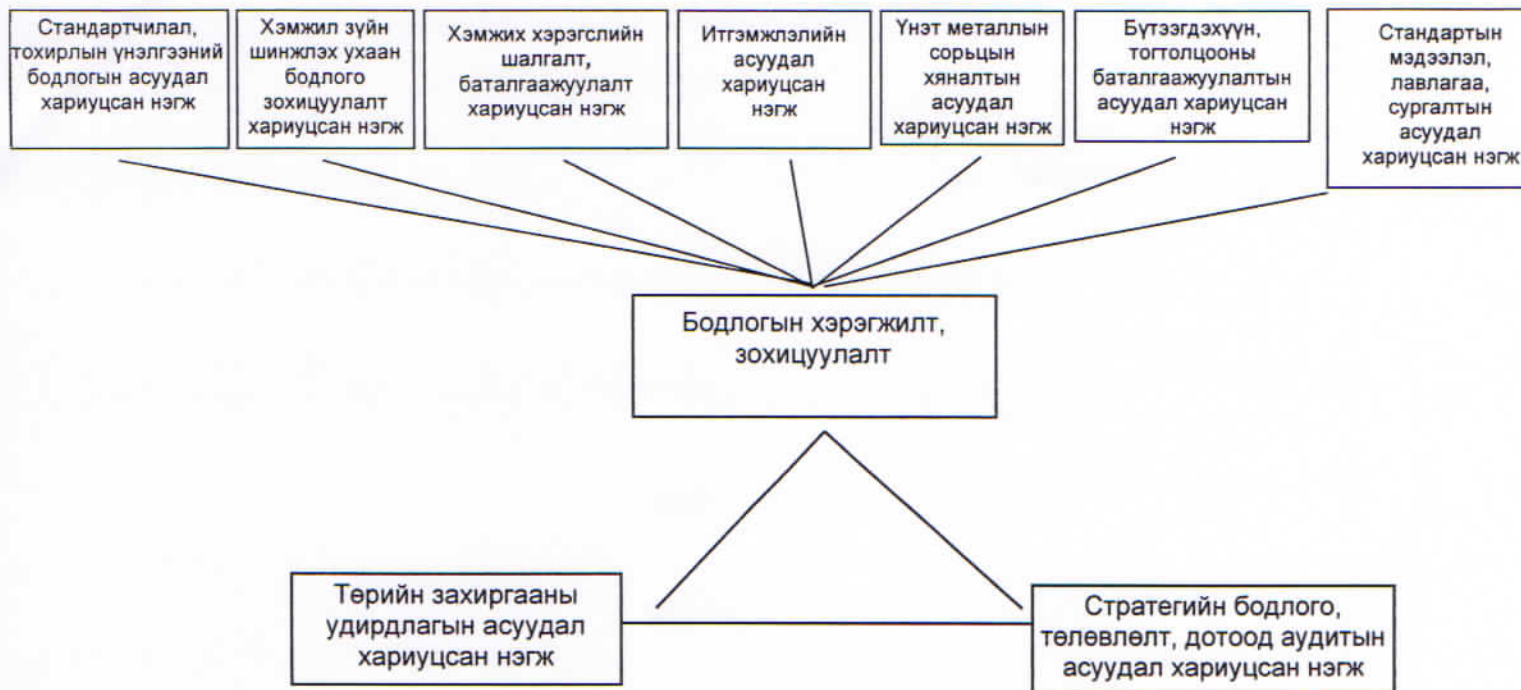 Стандартчилал,
тохирлын үнэлгээний
бодлогын асуудал
хариуцсан нэгж
Хэмжил зүйн
шинжлэх ухаан
бодлого
зохицуулалт
хариуцсан нэгж
Хэмжих хэрэгслийн
шалгалт,
баталгаажуулалт
хариуцсан нэгж
Итгэмжлэлийн
асуудал
хариуцсан
нэгж
Үнэт металлын
сорьцын
хяналтын
асуудал
хариуцсан нэгж
Бүтээгдэхүүн,
тогтолцооны
баталгаажуулалтын
асуудал хариуцсан
нэгж
Стандартын
мэдээлэл,
лавлагаа,
сургалтын
асуудал
хариуцсан нэгж
Бодлогын хэрэгжилт,
зохицуулалт
Төрийн захиргааны
удирдлагын асуудал
хариуцсан нэгж
Стратегийн бодлого,
төлөвлөлт, дотоод аудитын
асуудал хариуцсан нэгж